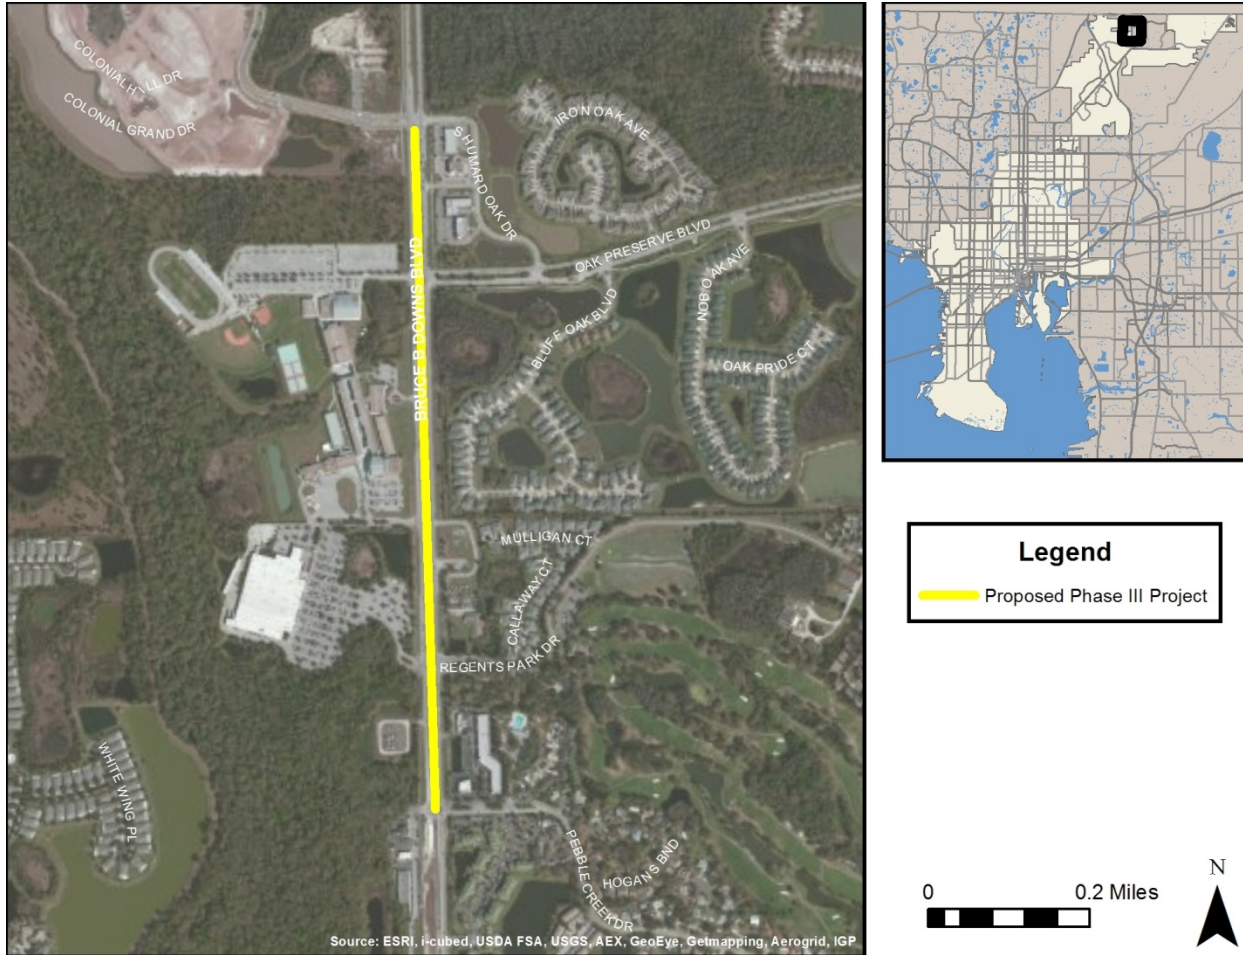 COLONIAL HILL DR
COLONIAL GRAND DR
SHUMARD OAK DR
IRON OAK AVE
OAK PRESERVE BLVD
BRUCE B DOWNS BLVD
NOB OAK AVE
BLUFF OAK BLVD
OAK PRIDE CT
MULLIGAN CT
CALLAWAY CT
REGENTS PARK DR
WHITE WING PL
PEBBLE CREEK DR
HOGANS BND
Source: ESRI, i-cubed, USDA FSA, USGS, AEX, GeoEye, Getmapping, Aerogrid, IGP
Legend
Proposed Phase III Project
0 0.2 Miles
N